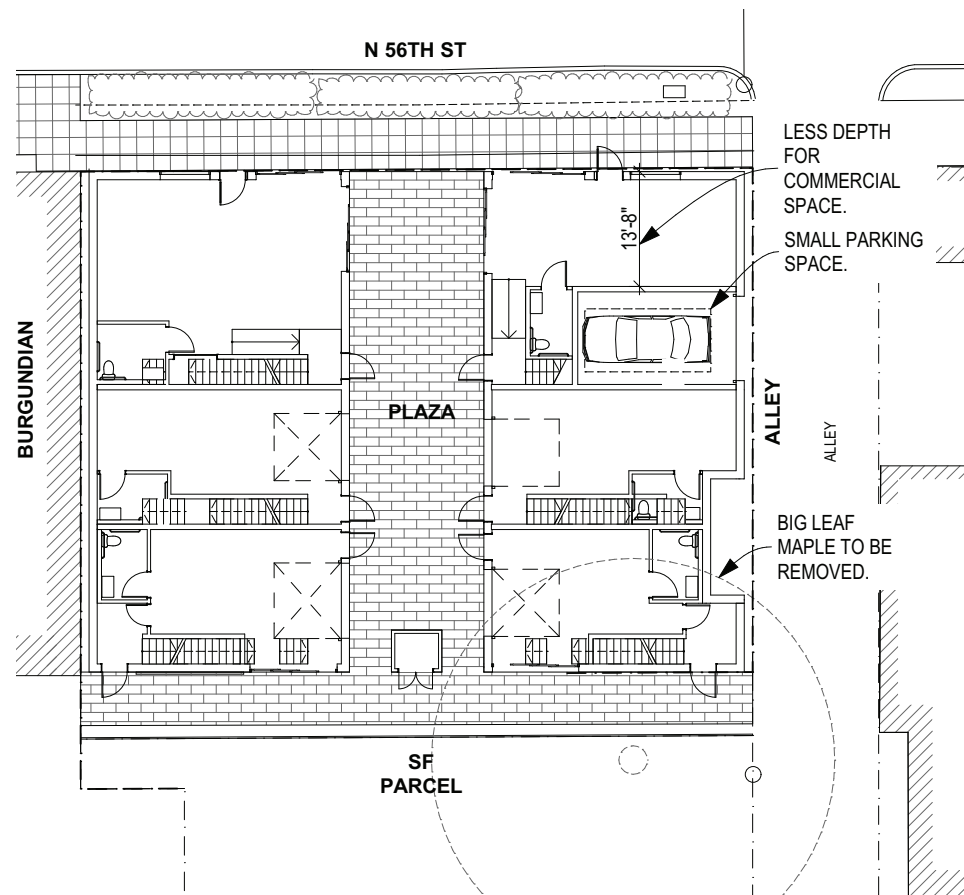 N 56TH ST
LESS DEPTH
FOR
COMMERCIAL
SPACE.
13'-8"
SMALL PARKING
SPACE.
BURGUNDIAN
PLAZA
ALLEY
ALLEY
BIG LEAF
MAPLE TO BE
REMOVED.
SF
PARCEL